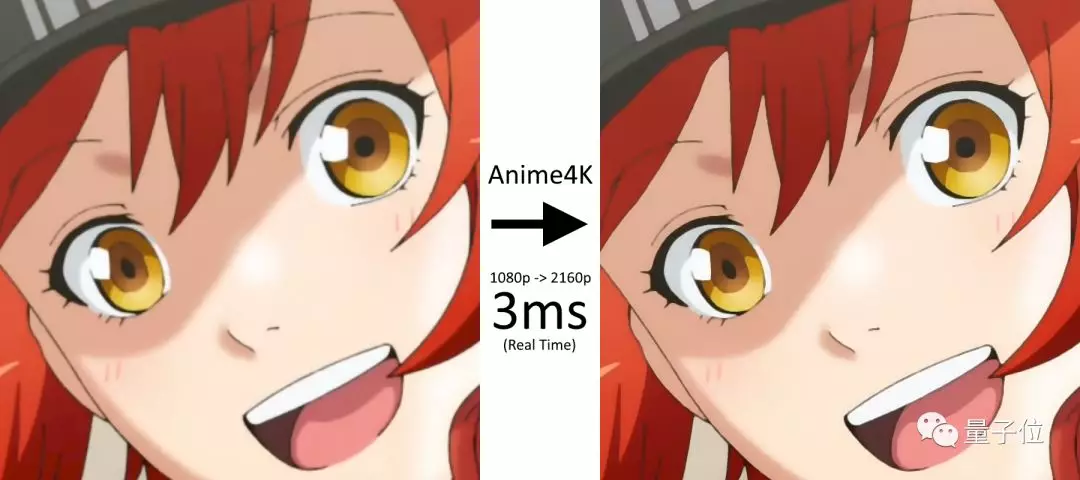 Anime4K
1080p -> 2160p
3ms
(Real Time)
量子位